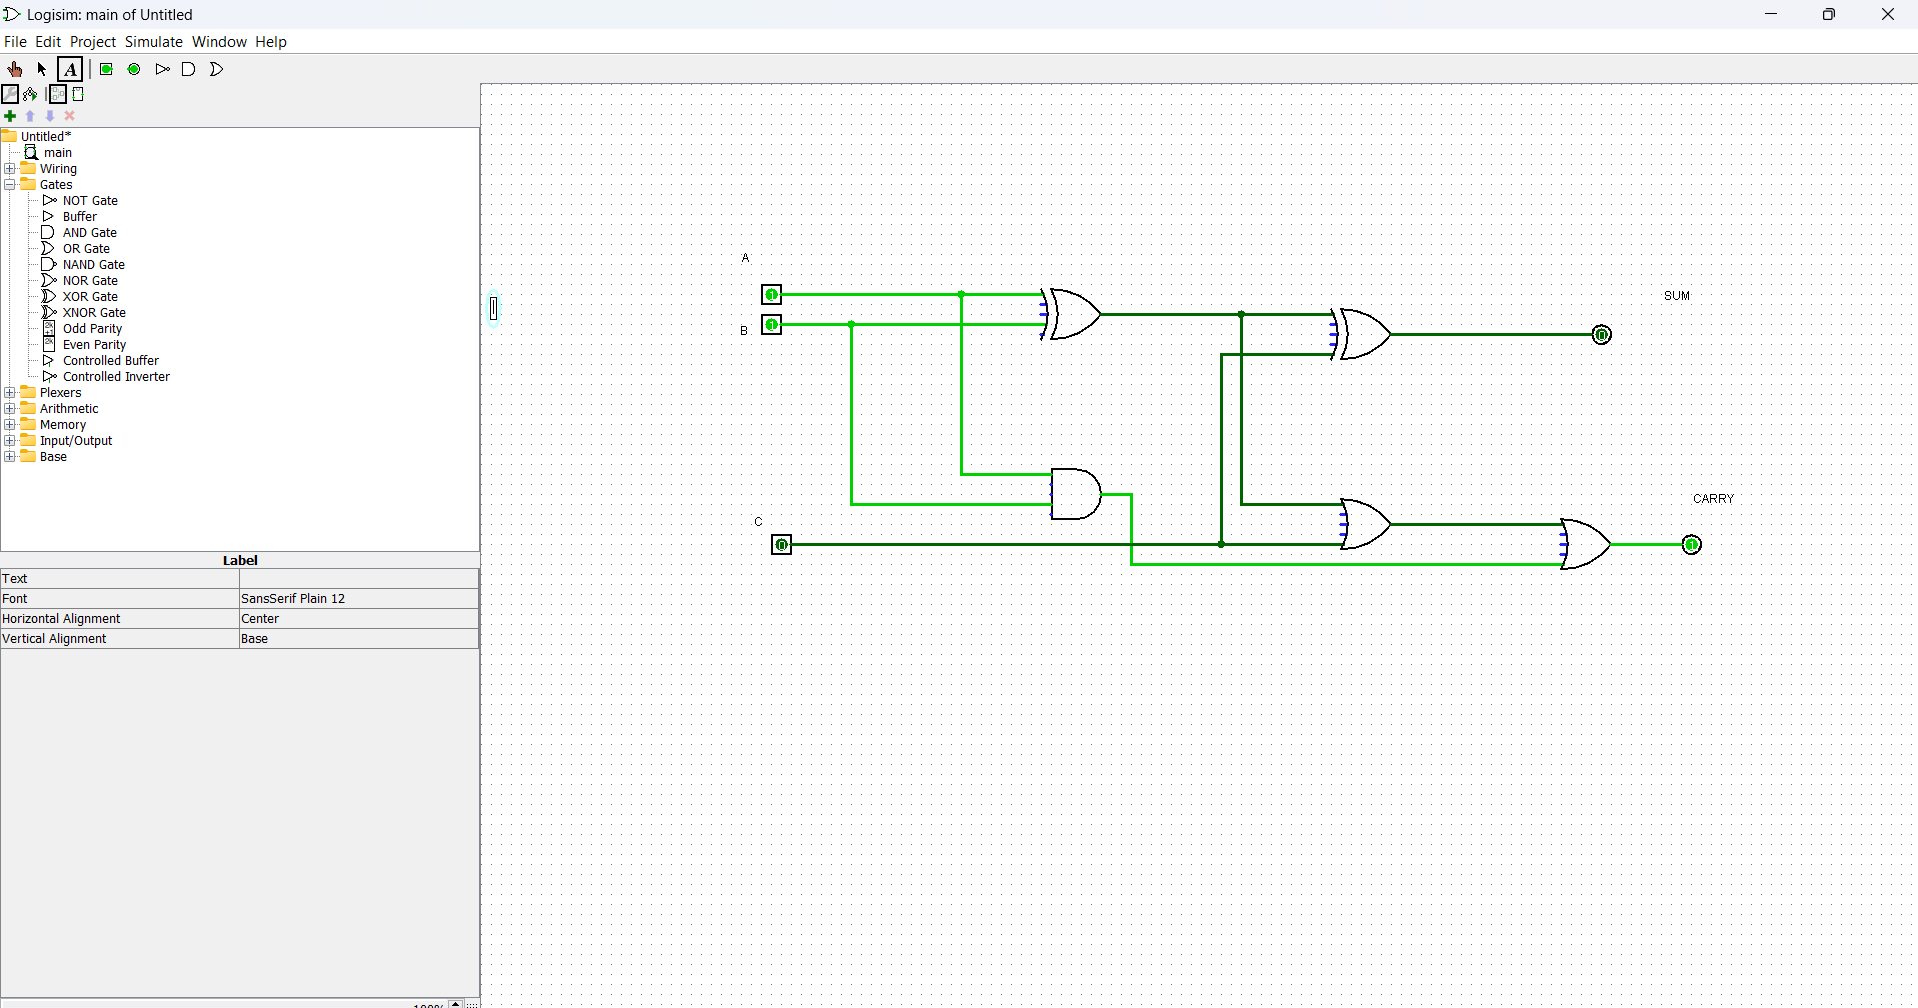 Logisim: main of Untitled
File Edit Project Simulate Window Help
A
Untitled*
main
Wiring
Gates
NOT Gate
Buffer
AND Gate
OR Gate
NAND Gate
NOR Gate
XOR Gate
XNOR Gate
Odd Parity
Even Parity
Controlled Buffer
Controlled Inverter
Plexers
Arithmetic
Memory
Input/Output
Base
Label
Text
Font SansSerif Plain 12
Horizontal Alignment Center
Vertical Alignment Base
100%
A
1
B
1
C
0
SUM
0
CARRY
1